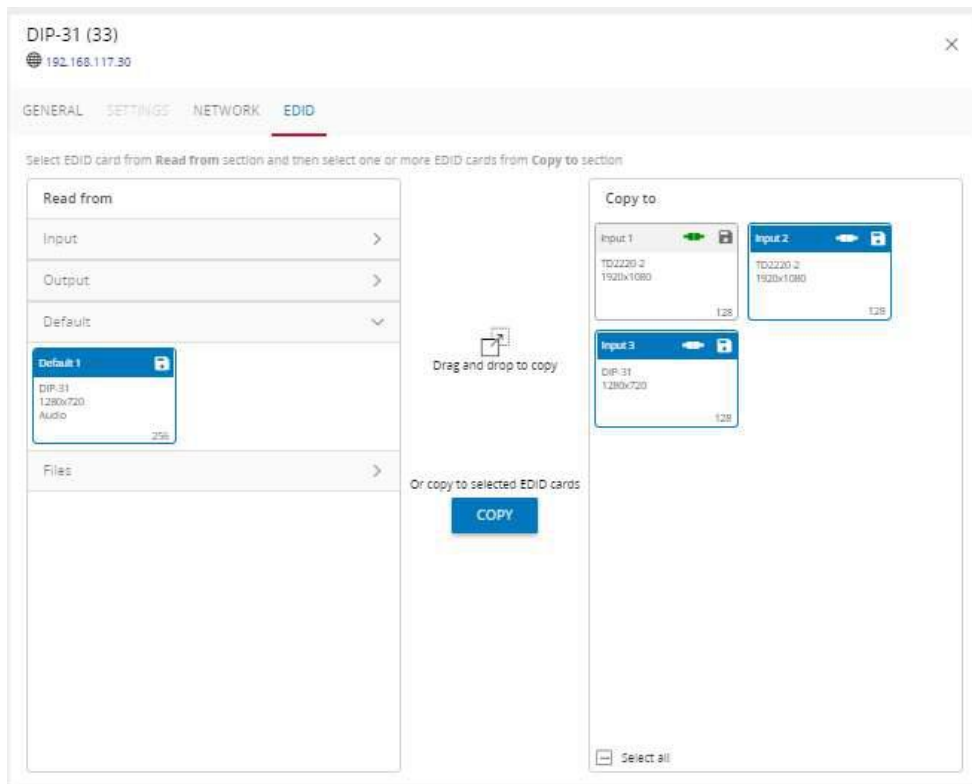 DIP-31 (33)
192.168.117.30
GENERAL SETTINGS NETWORK EDID
Select EDID card from Read from section and then select one or more EDID cards from Copy to section
Read from
Input
Output
Default
Default 1
DIP-31
1280x720
Audio
256
Files
Drag and drop to copy
Or copy to selected EDID cards
COPY
Copy to
Input 1
TD2220-2
1920x1080
128
Input 2
TD2220-2
1920x1080
128
Input 3
DIP-31
1280x720
128
Select all